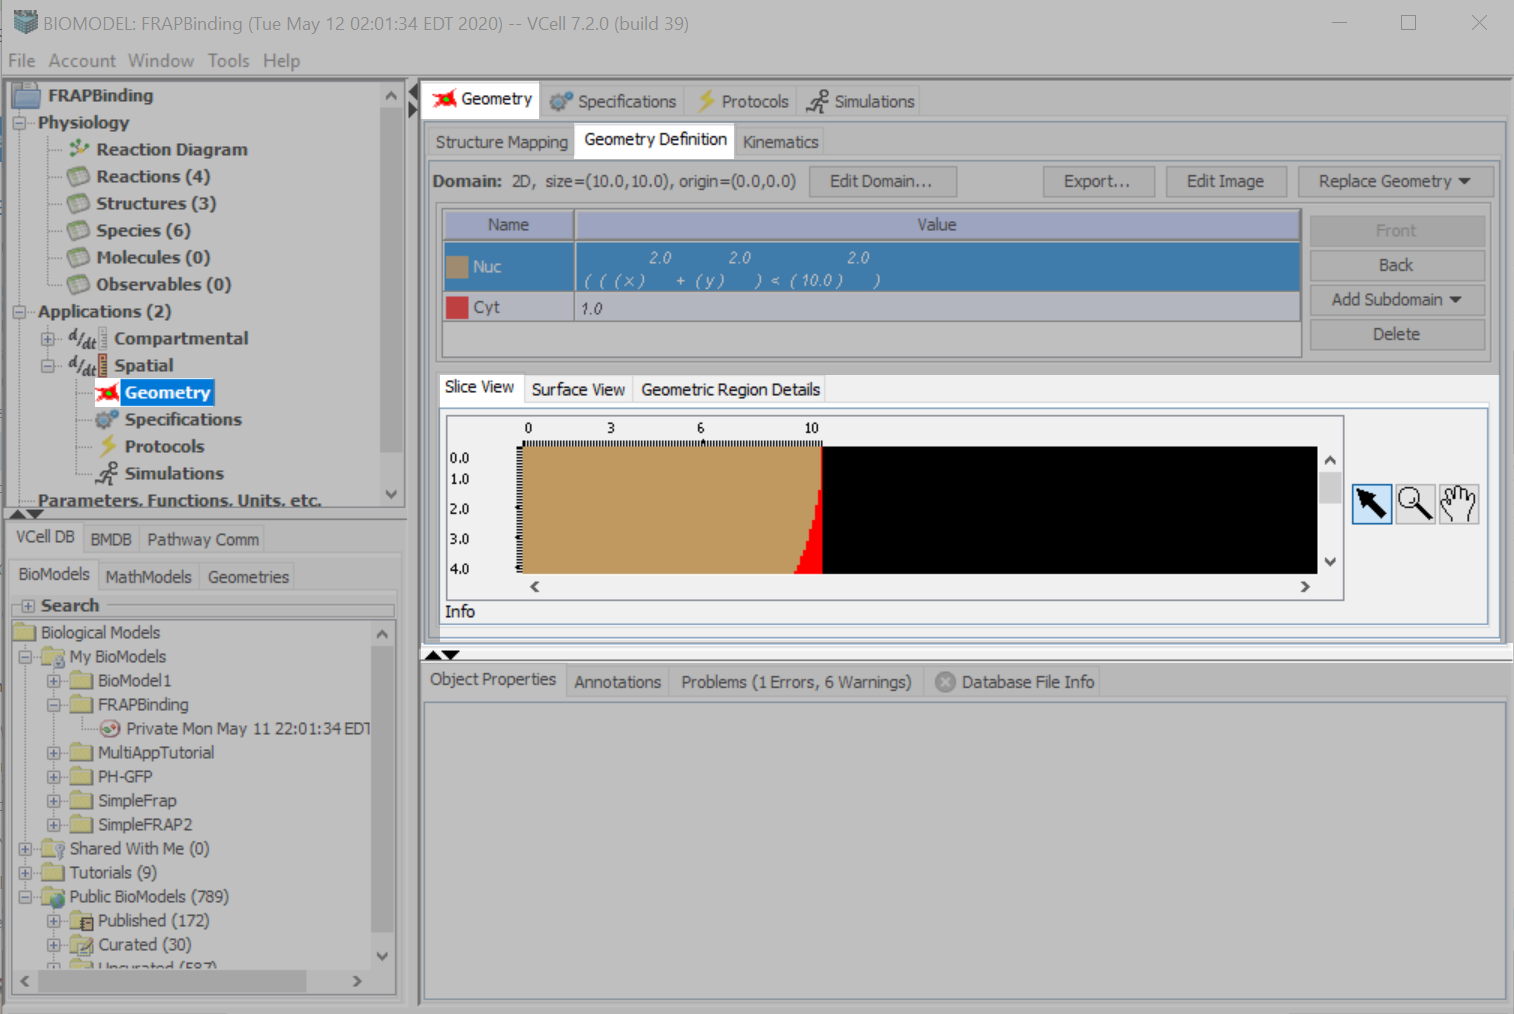 BIOMODEL: FRAPBinding (Tue May 12 02:01:34 EDT 2020) -- VCell 7.2.0 (build 39)
File Account Window Tools Help
FRAPBinding
Physiology
Reaction Diagram
Reactions (4)
Structures (3)
Species (6)
Molecules (0)
Observables (0)
Applications (2)
d/dt Compartmental
d/dt Spatial
Geometry
Specifications
Protocols
Simulations
Parameters, Functions, Units, etc.
VCell DB BMDB Pathway Comm
BioModels MathModels Geometries
Search
Biological Models
My BioModels
BioModel1
FRAPBinding
Private Mon May 11 22:01:34 EDT
MultiAppTutorial
PH-GFP
SimpleFrap
SimpleFRAP2
Shared With Me (0)
Tutorials (9)
Public BioModels (789)
Published (172)
Curated (30)
Uncurated (587)
Geometry Specifications Protocols Simulations
Structure Mapping Geometry Definition Kinematics
Domain: 2D, size=(10.0,10.0), origin=(0.0,0.0) Edit Domain... Export... Edit Image Replace Geometry
Name Value
Nuc ( ( (x)^2.0 + (y)^2.0 ) < (10.0)^2.0 )
Cyt 1.0
Front
Back
Add Subdomain
Delete
Slice View Surface View Geometric Region Details
0 3 6 10
0.0
1.0
2.0
3.0
4.0
Info
Object Properties Annotations Problems (1 Errors, 6 Warnings) Database File Info